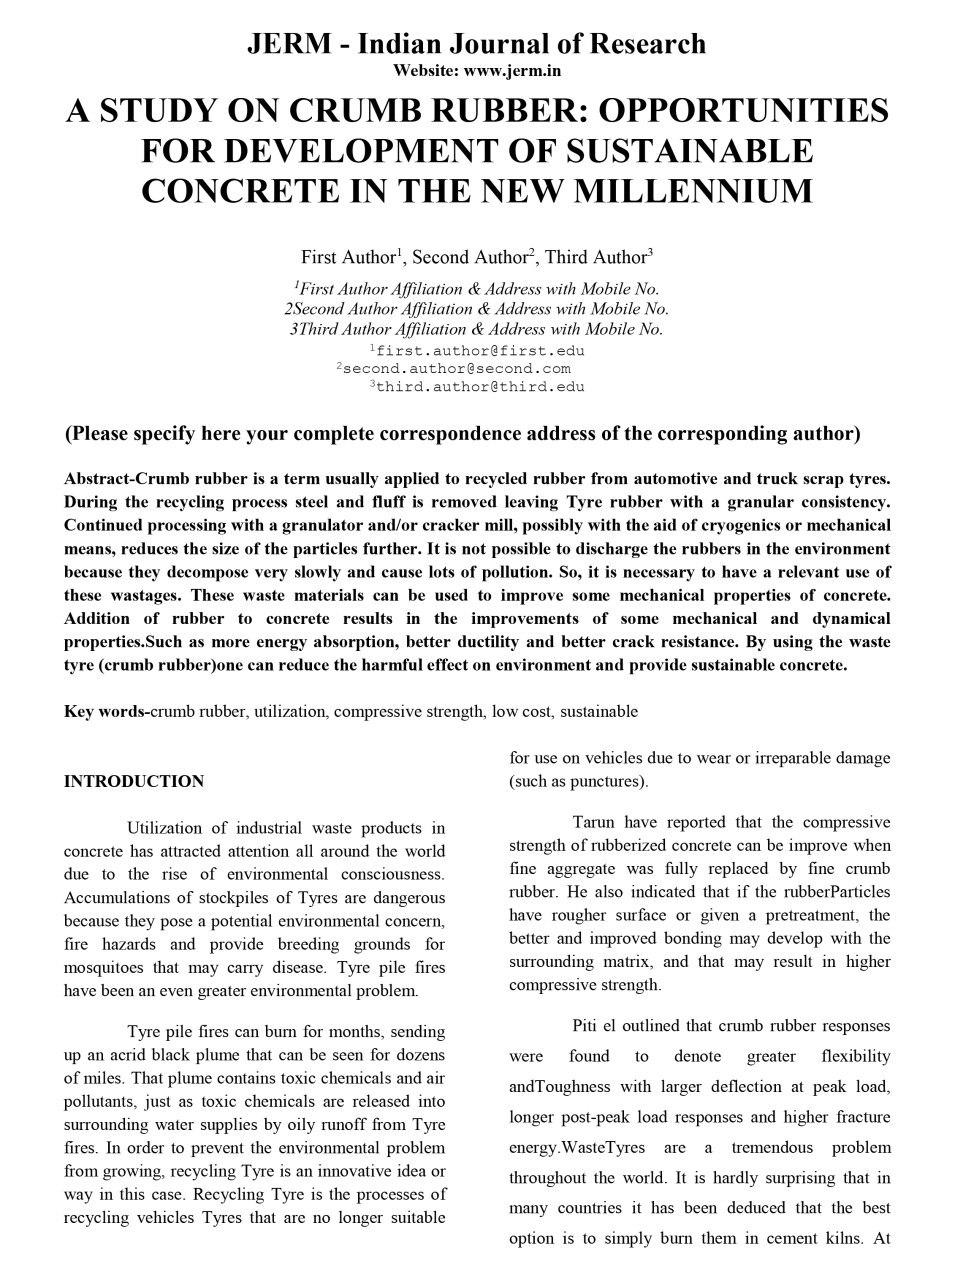 JERM - Indian Journal of Research
Website: www.jerm.in
A STUDY ON CRUMB RUBBER: OPPORTUNITIES
FOR DEVELOPMENT OF SUSTAINABLE
CONCRETE IN THE NEW MILLENNIUM
First Author1, Second Author2, Third Author3
1First Author Affiliation & Address with Mobile No.
2Second Author Affiliation & Address with Mobile No.
3Third Author Affiliation & Address with Mobile No.
1first.author@first.edu
2second.author@second.com
3third.author@third.edu
(Please specify here your complete correspondence address of the corresponding author)
Abstract-Crumb rubber is a term usually applied to recycled rubber from automotive and truck scrap tyres.
During the recycling process steel and fluff is removed leaving Tyre rubber with a granular consistency.
Continued processing with a granulator and/or cracker mill, possibly with the aid of cryogenics or mechanical
means, reduces the size of the particles further. It is not possible to discharge the rubbers in the environment
because they decompose very slowly and cause lots of pollution. So, it is necessary to have a relevant use of
these wastages. These waste materials can be used to improve some mechanical properties of concrete.
Addition of rubber to concrete results in the improvements of some mechanical and dynamical
properties.Such as more energy absorption, better ductility and better crack resistance. By using the waste
tyre (crumb rubber)one can reduce the harmful effect on environment and provide sustainable concrete.
Key words-crumb rubber, utilization, compressive strength, low cost, sustainable
INTRODUCTION
Utilization of industrial waste products in
concrete has attracted attention all around the world
due to the rise of environmental consciousness.
Accumulations of stockpiles of Tyres are dangerous
because they pose a potential environmental concern,
fire hazards and provide breeding grounds for
mosquitoes that may carry disease. Tyre pile fires
have been an even greater environmental problem.
Tyre pile fires can burn for months, sending
up an acrid black plume that can be seen for dozens
of miles. That plume contains toxic chemicals and air
pollutants, just as toxic chemicals are released into
surrounding water supplies by oily runoff from Tyre
fires. In order to prevent the environmental problem
from growing, recycling Tyre is an innovative idea or
way in this case. Recycling Tyre is the processes of
recycling vehicles Tyres that are no longer suitable
for use on vehicles due to wear or irreparable damage
(such as punctures).
Tarun have reported that the compressive
strength of rubberized concrete can be improve when
fine aggregate was fully replaced by fine crumb
rubber. He also indicated that if the rubberParticles
have rougher surface or given a pretreatment, the
better and improved bonding may develop with the
surrounding matrix, and that may result in higher
compressive strength.
Piti el outlined that crumb rubber responses
were found to denote greater flexibility
andToughness with larger deflection at peak load,
longer post-peak load responses and higher fracture
energy.WasteTyres are a tremendous problem
throughout the world. It is hardly surprising that in
many countries it has been deduced that the best
option is to simply burn them in cement kilns. At